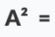 A² =